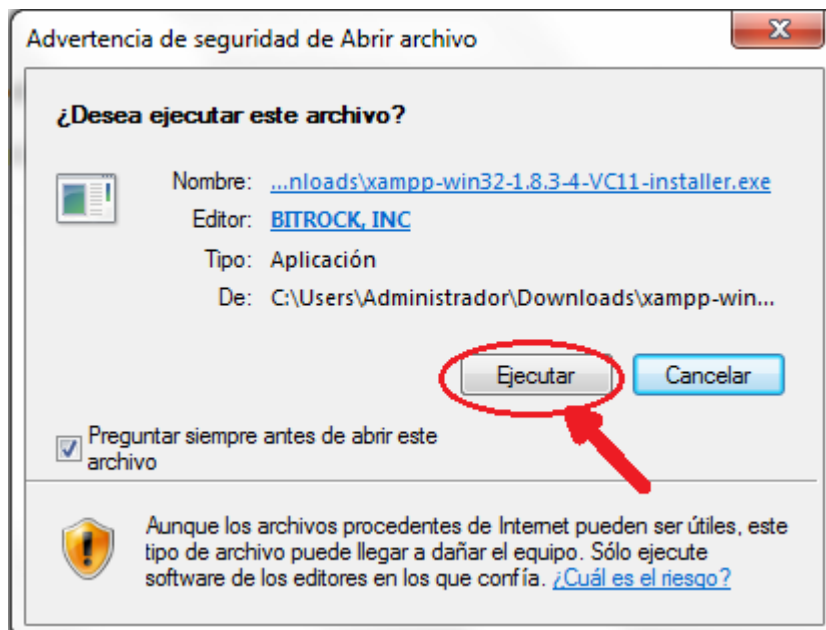 Advertencia de seguridad de Abrir archivo
¿Desea ejecutar este archivo?
Nombre: ...nloads\xampp-win32-1.8.3-4-VC11-installer.exe
Editor: BITROCK, INC
Tipo: Aplicación
De: C:\Users\Administrador\Downloads\xampp-win...
Ejecutar Cancelar
Preguntar siempre antes de abrir este
archivo
Aunque los archivos procedentes de Internet pueden ser útiles, este
tipo de archivo puede llegar a dañar el equipo. Sólo ejecute
software de los editores en los que confía. ¿Cuál es el riesgo?